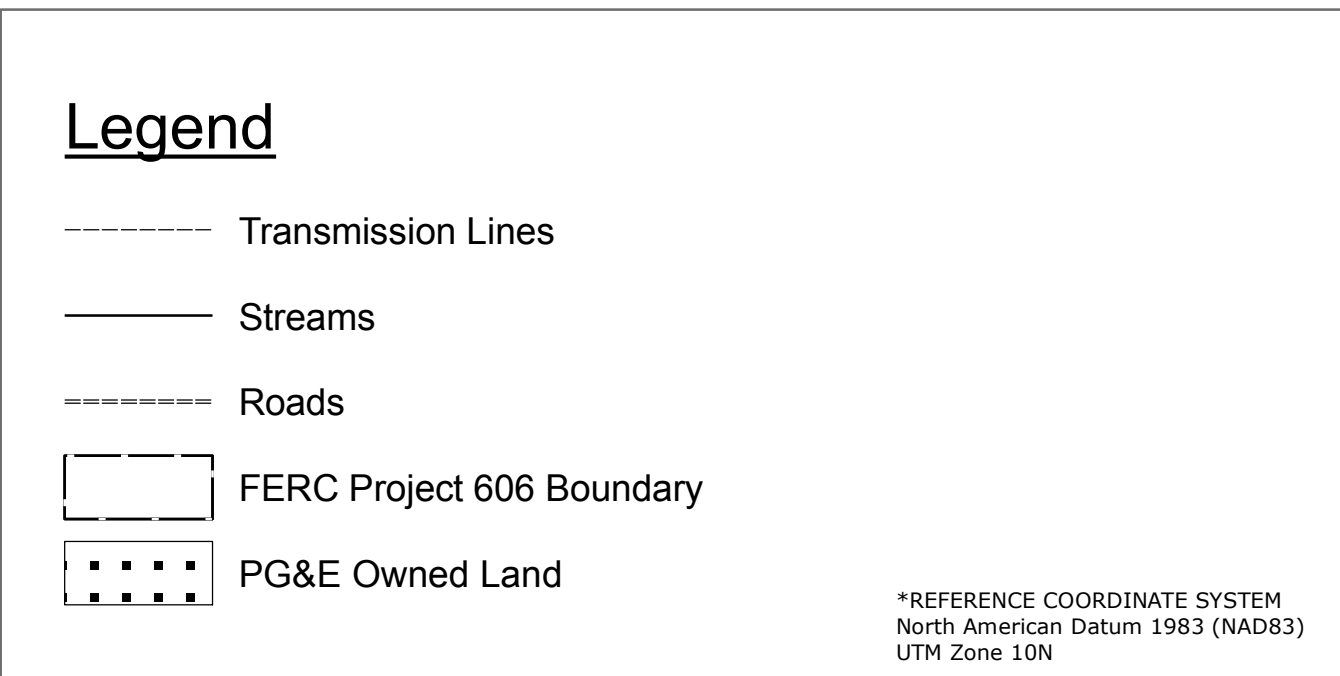 Legend
Transmission Lines
Streams
Roads
FERC Project 606 Boundary
PG&E Owned Land
*REFERENCE COORDINATE SYSTEM
North American Datum 1983 (NAD83)
UTM Zone 10N